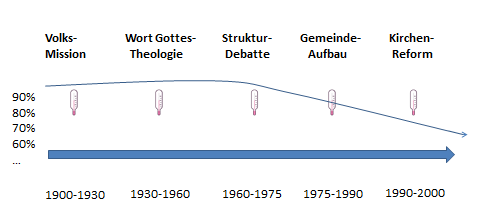 Volks-
Mission
Wort Gottes-
Theologie
Struktur-
Debatte
Gemeinde-
Aufbau
Kirchen-
Reform
90%
80%
70%
60%
...
1900-1930
1930-1960
1960-1975
1975-1990
1990-2000